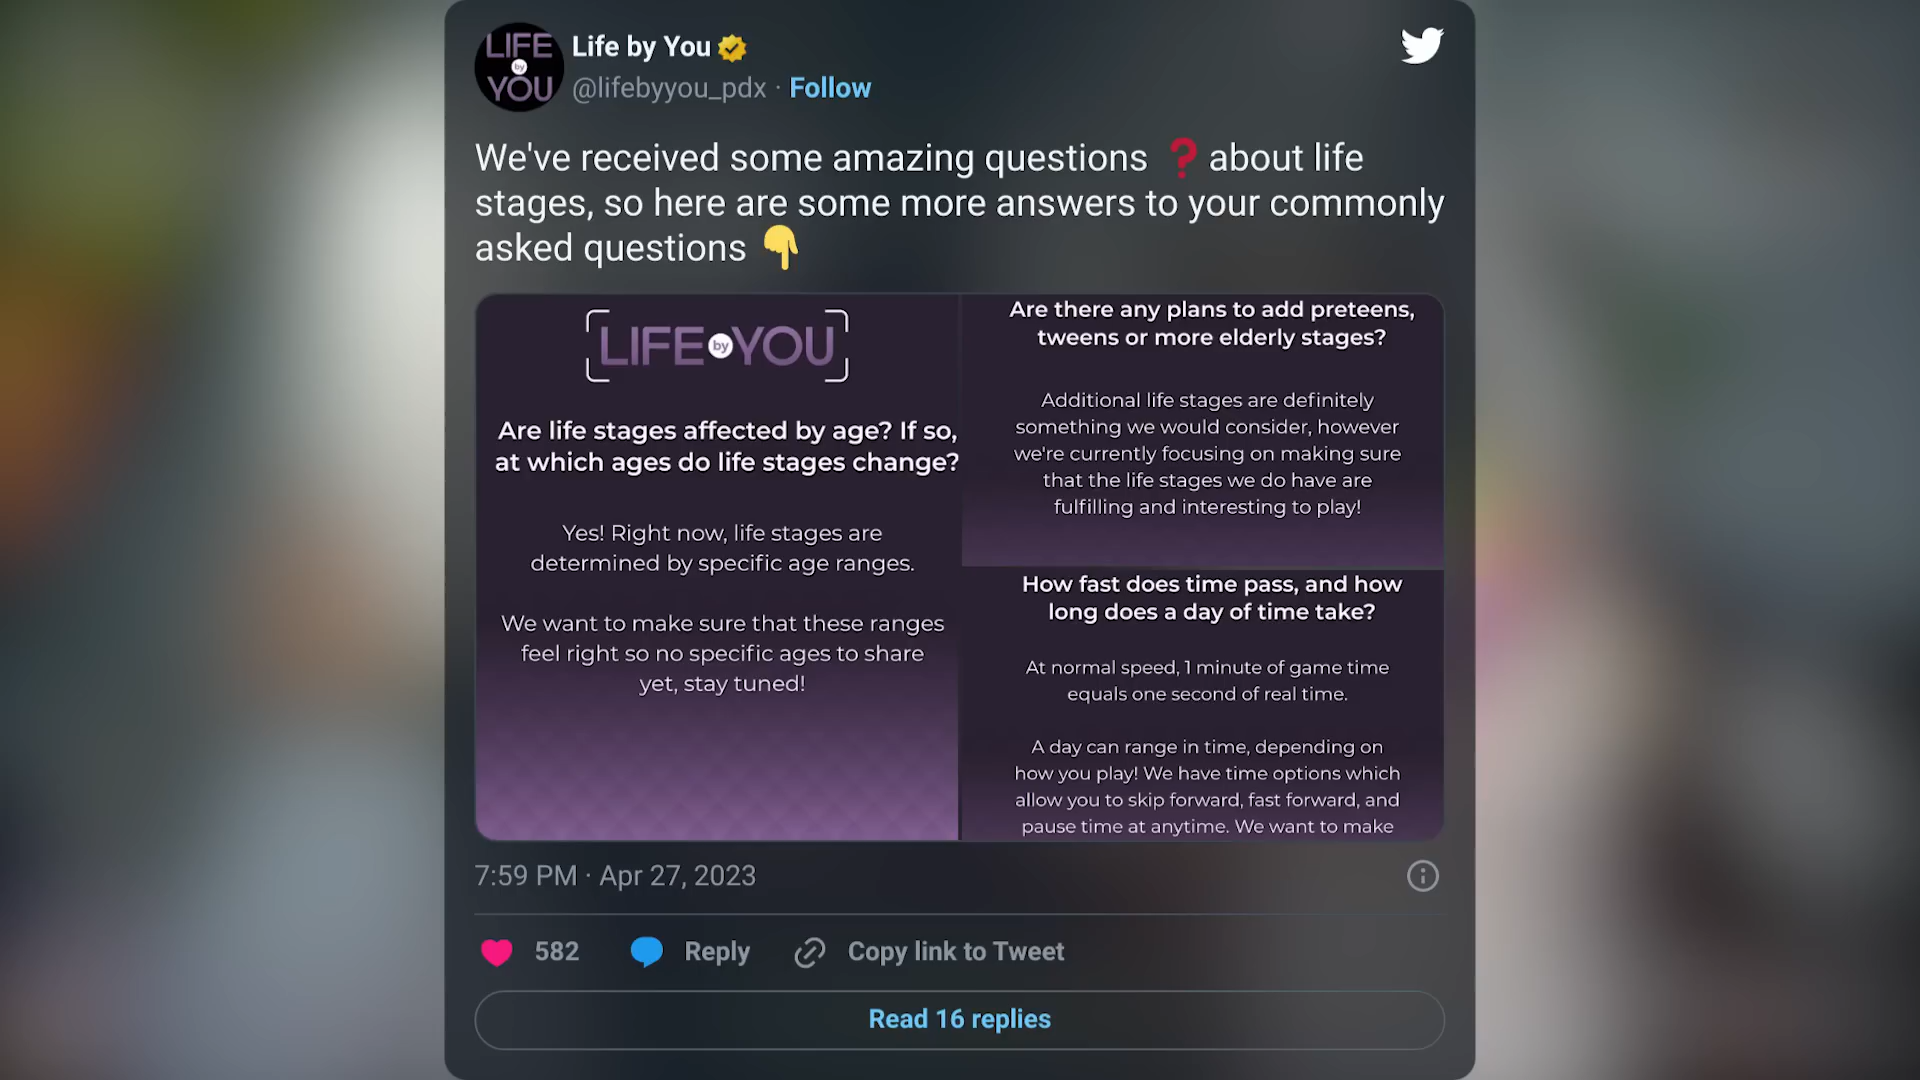 LIFE by YOU
Life by You
@lifebyyou_pdx · Follow
We've received some amazing questions ❓ about life
stages, so here are some more answers to your commonly
asked questions 👇
LIFE by YOU
Are life stages affected by age? If so,
at which ages do life stages change?
Yes! Right now, life stages are
determined by specific age ranges.
We want to make sure that these ranges
feel right so no specific ages to share
yet, stay tuned!
Are there any plans to add preteens,
tweens or more elderly stages?
Additional life stages are definitely
something we would consider, however
we're currently focusing on making sure
that the life stages we do have are
fulfilling and interesting to play!
How fast does time pass, and how
long does a day of time take?
At normal speed, 1 minute of game time
equals one second of real time.
A day can range in time, depending on
how you play! We have time options which
allow you to skip forward, fast forward, and
pause time at anytime. We want to make
7:59 PM · Apr 27, 2023
582 Reply Copy link to Tweet
Read 16 replies